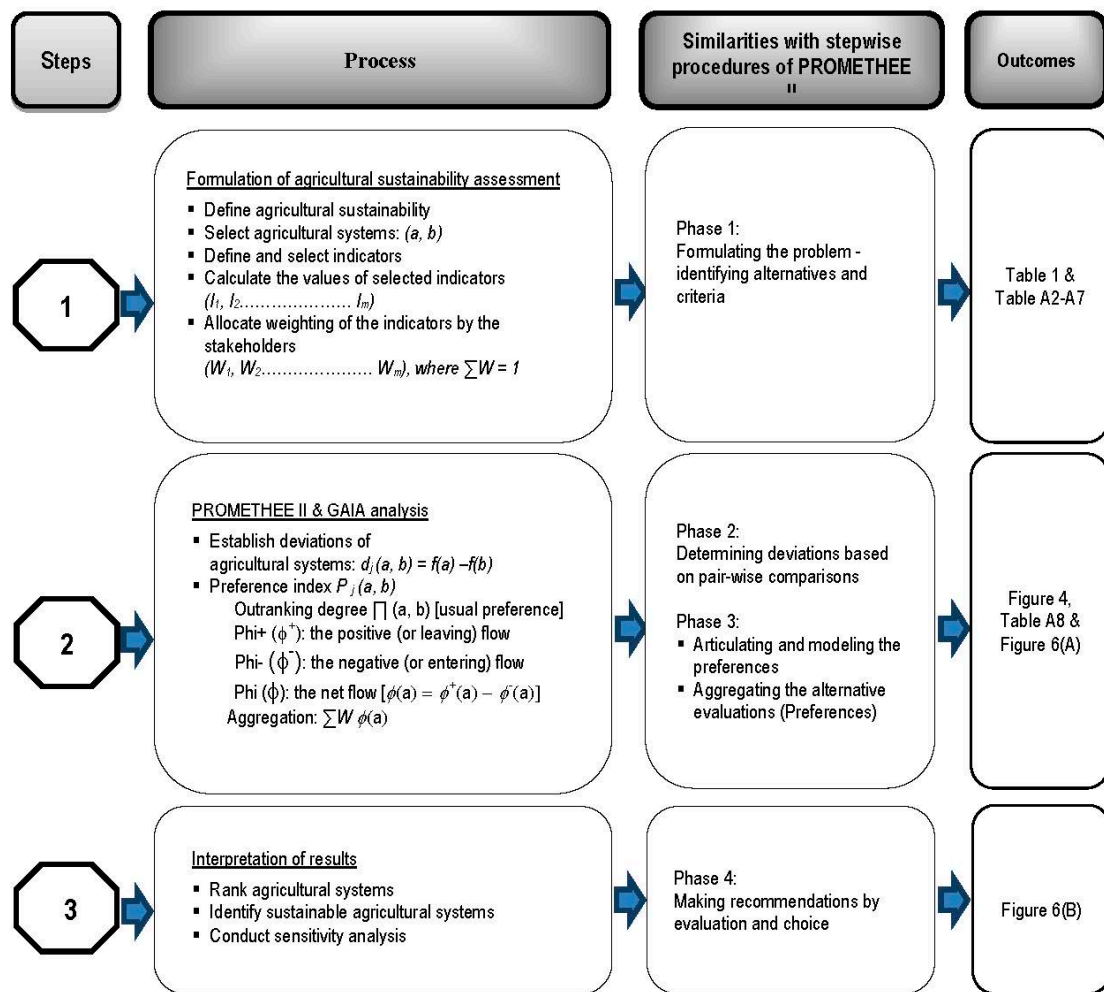 Steps
Process
Similarities with stepwise
procedures of PROMETHEE
II
Outcomes
1
Formulation of agricultural sustainability assessment
▪ Define agricultural sustainability
▪ Select agricultural systems: (a, b)
▪ Define and select indicators
▪ Calculate the values of selected indicators
(I₁, I₂..................... Iₘ)
▪ Allocate weighting of the indicators by the
stakeholders
(W₁, W₂..................... Wₘ), where ∑W = 1
Phase 1:
Formulating the problem -
identifying alternatives and
criteria
Table 1 &
Table A2-A7
2
PROMETHEE II & GAIA analysis
▪ Establish deviations of
agricultural systems: dⱼ (a, b) = f(a) –f(b)
▪ Preference index P ⱼ (a, b)
Outranking degree ∏ (a, b) [usual preference]
Phi+ (ϕ⁺): the positive (or leaving) flow
Phi- (ϕ⁻): the negative (or entering) flow
Phi (ϕ): the net flow [ϕ(a) = ϕ⁺(a) − ϕ⁻(a)]
Aggregation: ∑W ϕ(a)
Phase 2:
Determining deviations based
on pair-wise comparisons
Phase 3:
▪ Articulating and modeling the
preferences
▪ Aggregating the alternative
evaluations (Preferences)
Figure 4,
Table A8 &
Figure 6(A)
3
Interpretation of results
▪ Rank agricultural systems
▪ Identify sustainable agricultural systems
▪ Conduct sensitivity analysis
Phase 4:
Making recommendations by
evaluation and choice
Figure 6(B)